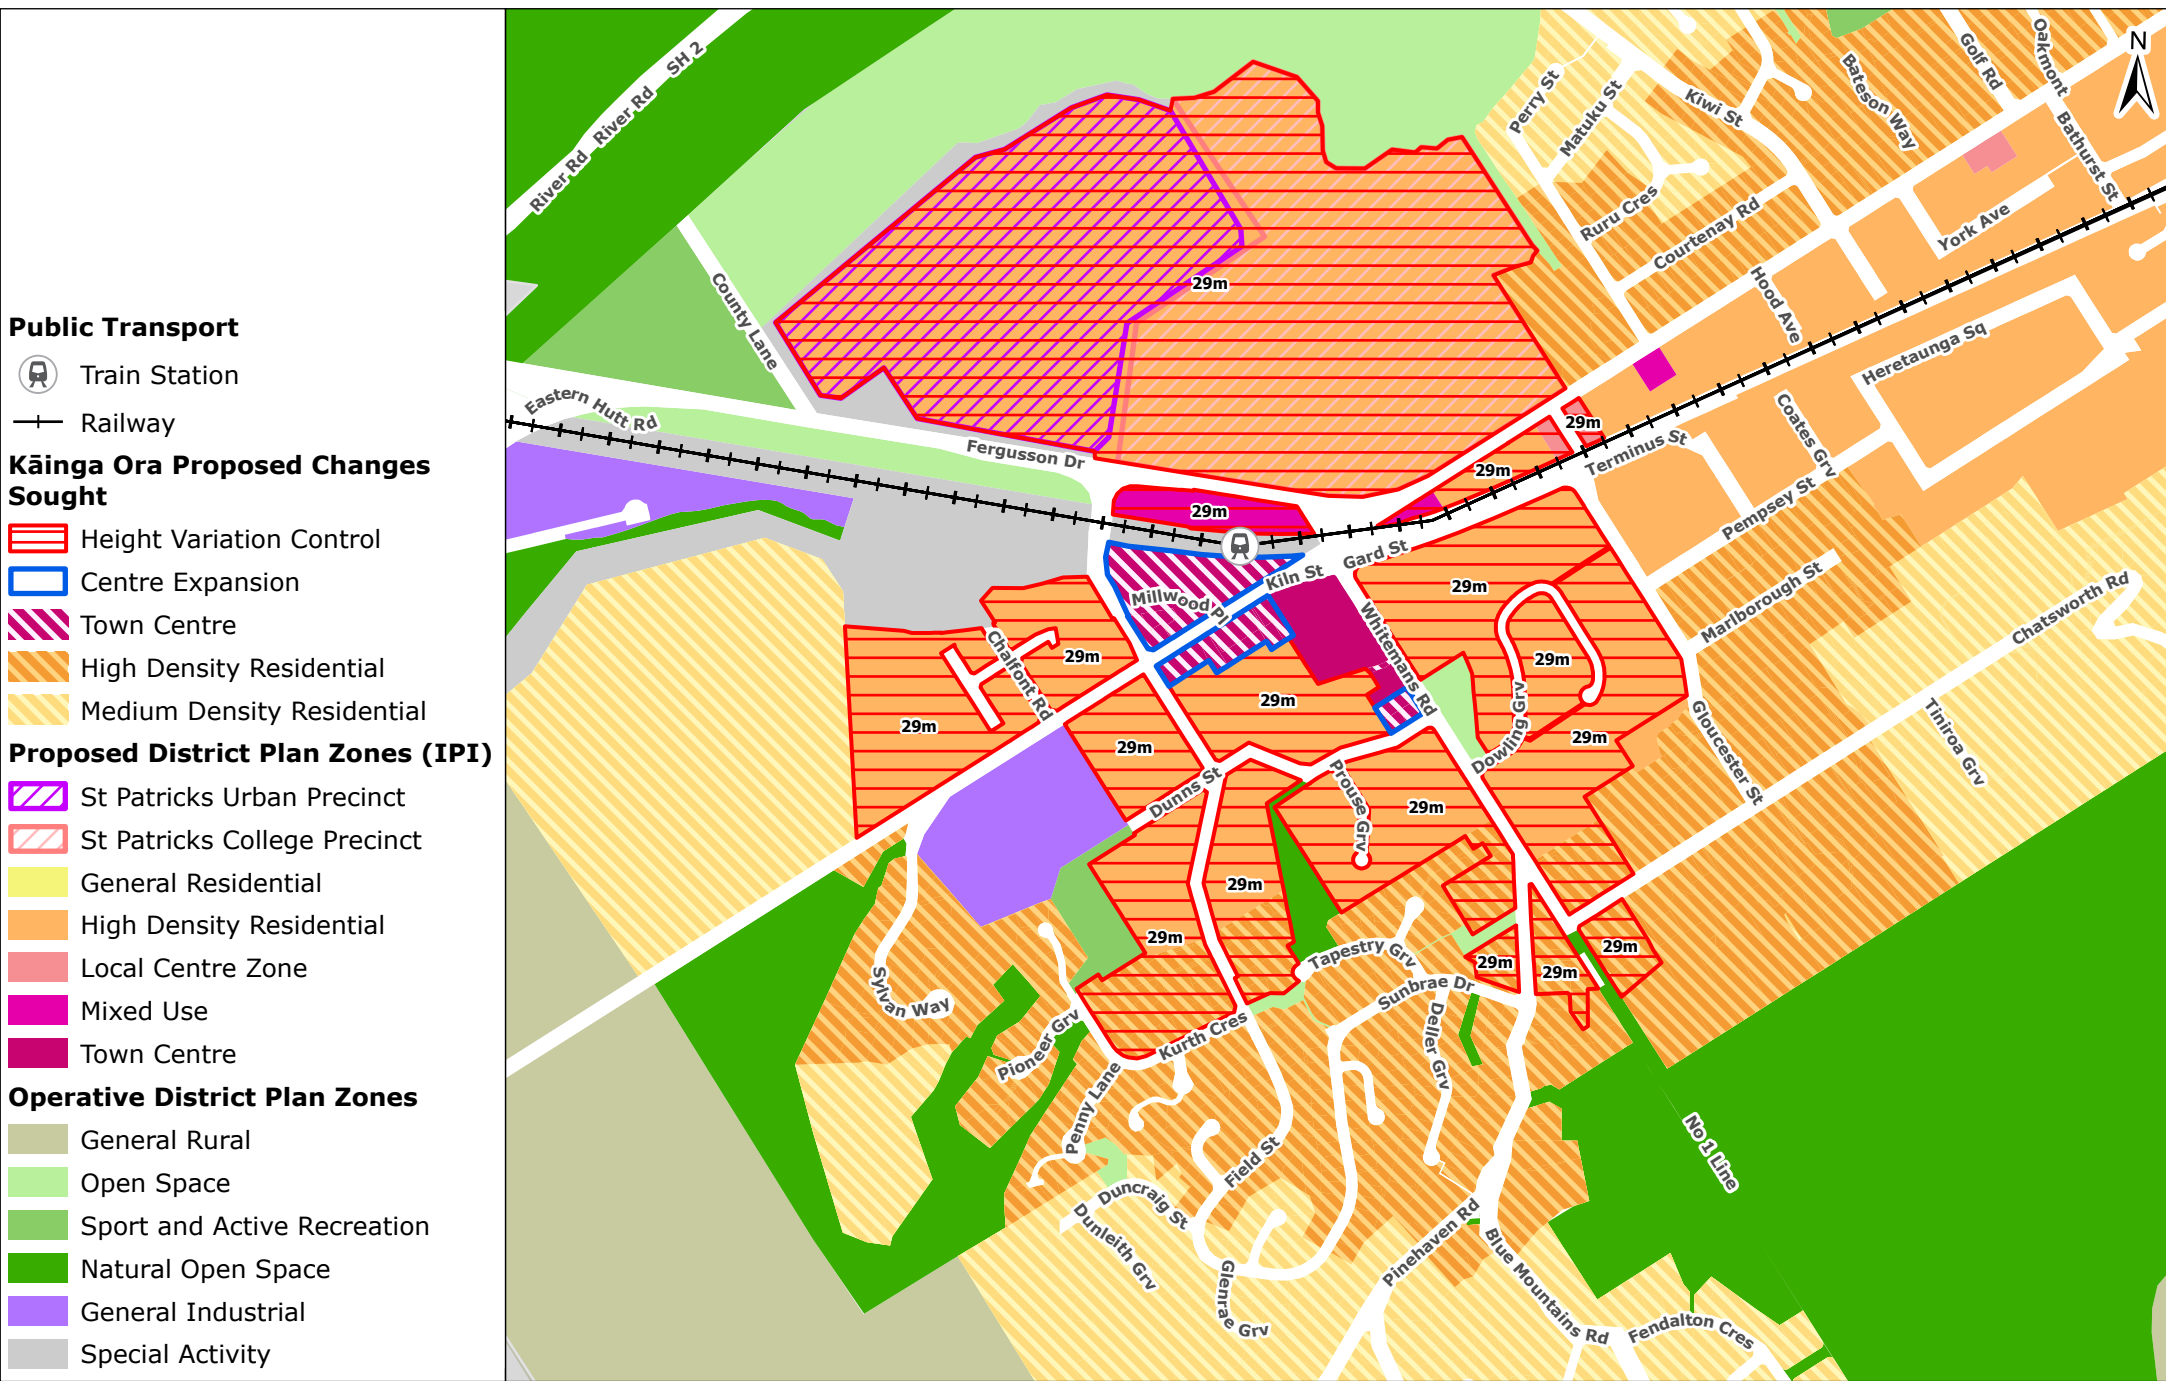 Public Transport
Train Station
Railway
Kāinga Ora Proposed Changes
Sought
Height Variation Control
Centre Expansion
Town Centre
High Density Residential
Medium Density Residential
Proposed District Plan Zones (IPI)
St Patricks Urban Precinct
St Patricks College Precinct
General Residential
High Density Residential
Local Centre Zone
Mixed Use
Town Centre
Operative District Plan Zones
General Rural
Open Space
Sport and Active Recreation
Natural Open Space
General Industrial
Special Activity
N
SH 2
River Rd
River Rd
Perry St
Matuku St
Kiwi St
Bateson Way
Golf Rd
Oakmont
Bathurst St
Ruru Cres
Courtenay Rd
York Ave
Hood Ave
Heretaunga Sq
County Lane
29m
Eastern Hutt Rd
Fergusson Dr
29m
29m
29m
Terminus St
Coates Grv
Pempsey St
Gard St
Kiln St
Millwood Pl
Whitemans Rd
29m
29m
Marlborough St
Chatsworth Rd
Chalfont Rd
29m
29m
29m
29m
29m
Dowling Grv
Gloucester St
Tiniroa Grv
Dunns St
Prouse Grv
29m
29m
29m
29m
29m
29m
Tapestry Grv
Sunbrae Dr
Sylvan Way
Pioneer Grv
Kurth Cres
Deller Grv
Penny Lane
Field St
No 1 Line
Duncraig St
Dunleith Grv
Glenrae Grv
Pinehaven Rd
Blue Mountains Rd
Fendalton Cres